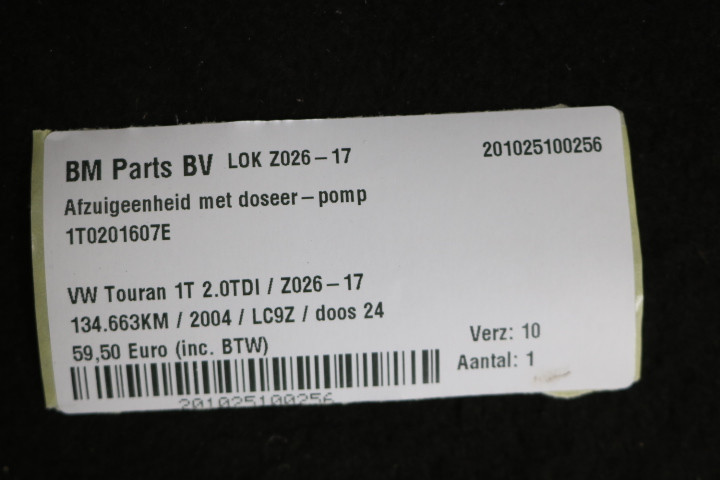 BM Parts BV LOK Z026-17 201025100256
Afzuigeenheid met doseer-pomp
1T0201607E
VW Touran 1T 2.0TDI / Z026-17
134.663KM / 2004 / LC9Z / doos 24
59,50 Euro (inc. BTW)
Verz: 10
Aantal: 1
201025100256